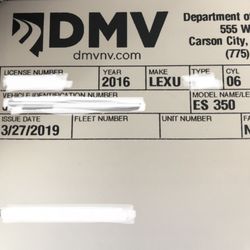 DMV
dmvnv.com
Department o
555 W
Carson City,
(775)
LICENSE NUMBER YEAR MAKE TYPE CYL
2016 LEXU 06
VEHICLE IDENTIFICATION NUMBER MODEL NAME/LE
ES 350
ISSUE DATE FLEET NUMBER UNIT NUMBER FA
3/27/2019